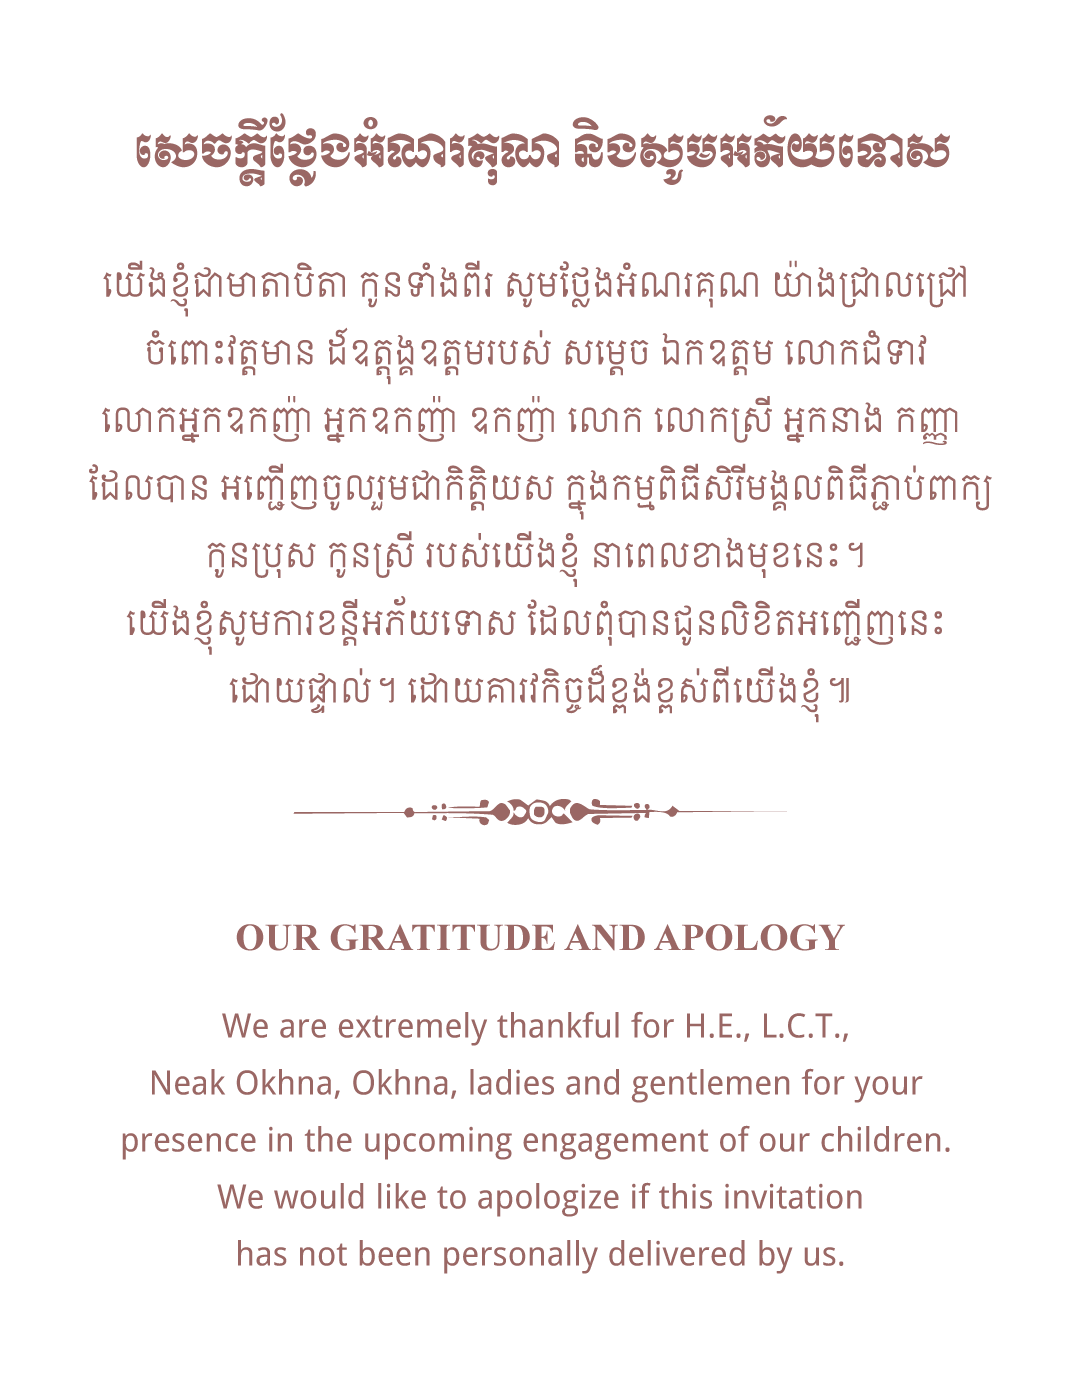 សេចក្ដីថ្លែងអំណរគុណ និងសូមអភ័យទោស
យើងខ្ញុំជាមាតាបិតា កូនទាំងពីរ សូមថ្លែងអំណរគុណ យ៉ាងជ្រាលជ្រៅ
ចំពោះវត្តមាន ដ៍ឧត្តុង្គឧត្តមរបស់ សម្ដេច ឯកឧត្តម លោកជំទាវ
លោកអ្នកឧកញ៉ា អ្នកឧកញ៉ា ឧកញ៉ា លោក លោកស្រី អ្នកនាង កញ្ញា
ដែលបាន អញ្ជើញចូលរួមជាកិត្តិយស ក្នុងកម្មពិធីសិរីមង្គលពិធីភ្ជាប់ពាក្យ
កូនប្រុស កូនស្រី របស់យើងខ្ញុំ នាពេលខាងមុខនេះ។
យើងខ្ញុំសូមការខន្តីអភ័យទោស ដែលពុំបានជូនលិខិតអញ្ជើញនេះ
ដោយផ្ទាល់។ ដោយគារវកិច្ចដ៏ខ្ពង់ខ្ពស់ពីយើងខ្ញុំ៕
OUR GRATITUDE AND APOLOGY
We are extremely thankful for H.E., L.C.T.,
Neak Okhna, Okhna, ladies and gentlemen for your
presence in the upcoming engagement of our children.
We would like to apologize if this invitation
has not been personally delivered by us.